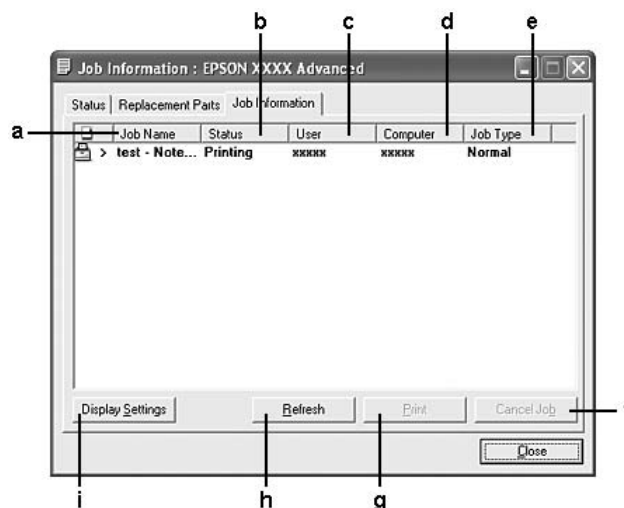 b c d e
Job Information : EPSON XXXX Advanced
Status Replacement Parts Job Information
a
Job Name Status User Computer Job Type
> test - Note... Printing xxxxx xxxxx Normal
Display Settings Refresh Print Cancel Job
Close
i h g